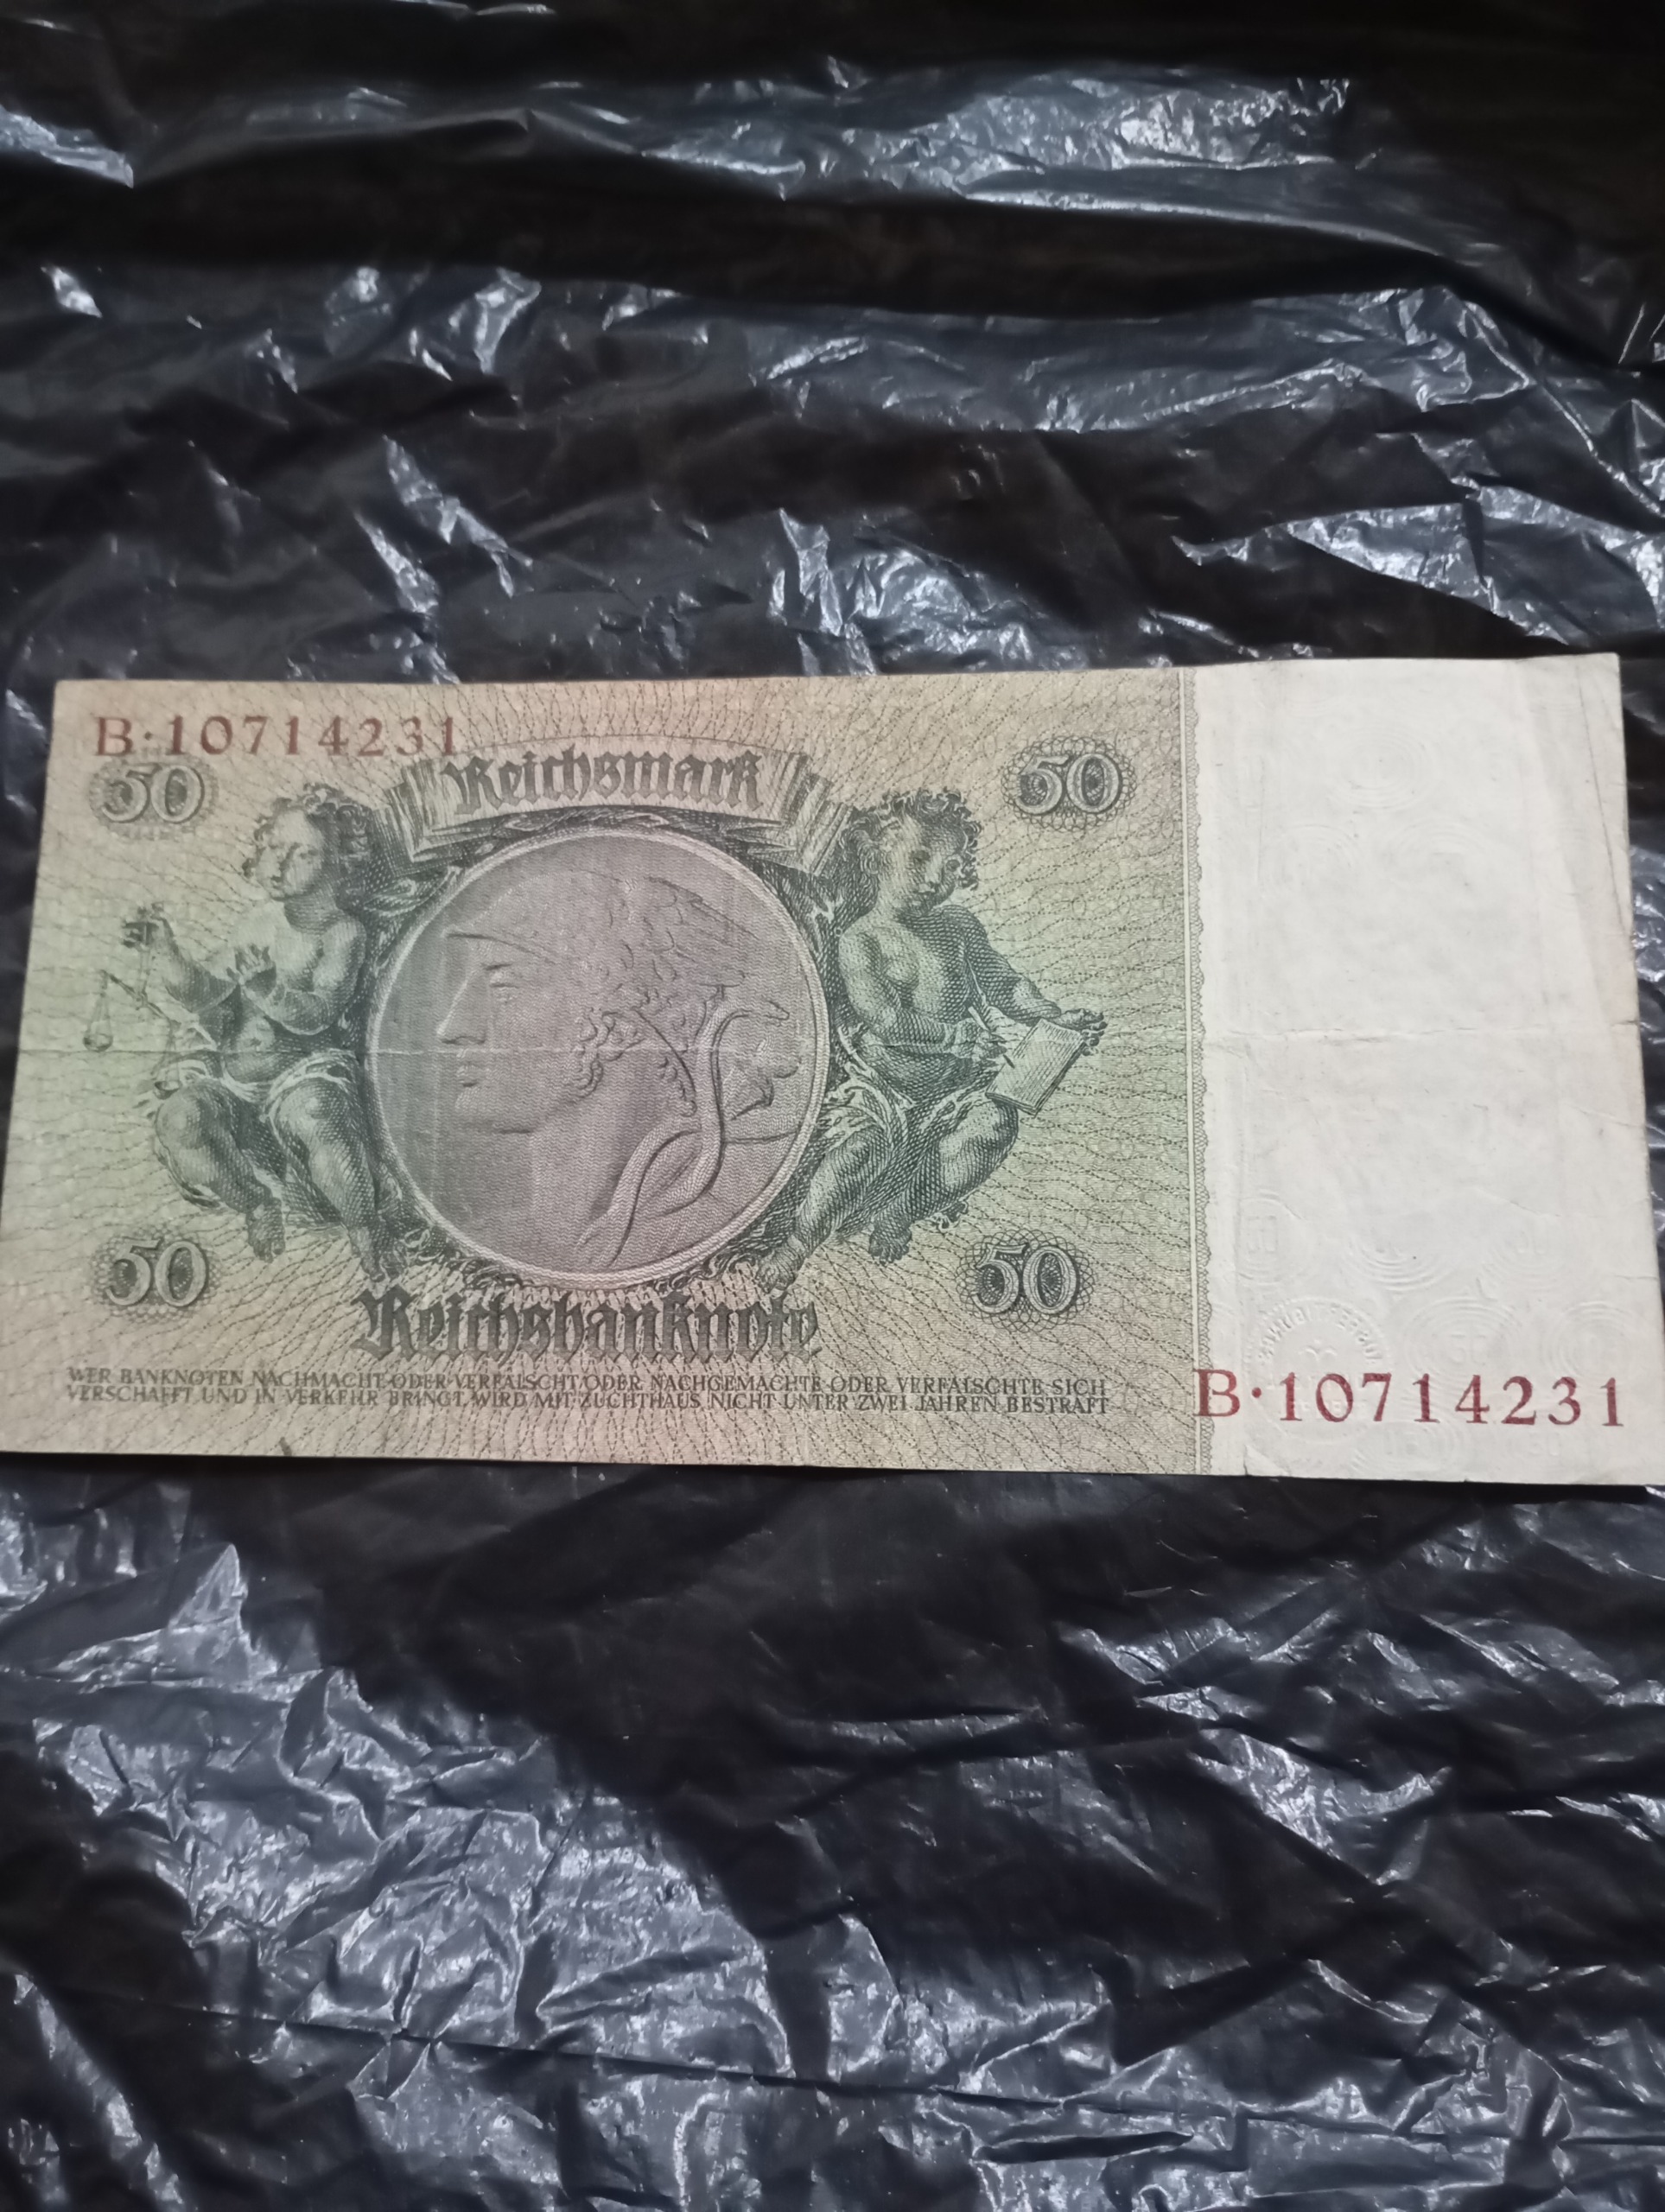 B·10714231
50
Reichsmark
50
50
Reichsbanknote
50
WER BANKNOTEN NACHMACHT ODER VERFÄLSCHT ODER NACHGEMACHTE ODER VERFÄLSCHTE SICH
VERSCHAFFT UND IN VERKEHR BRINGT, WIRD MIT ZUCHTHAUS NICHT UNTER ZWEI JAHREN BESTRAFT
B·10714231